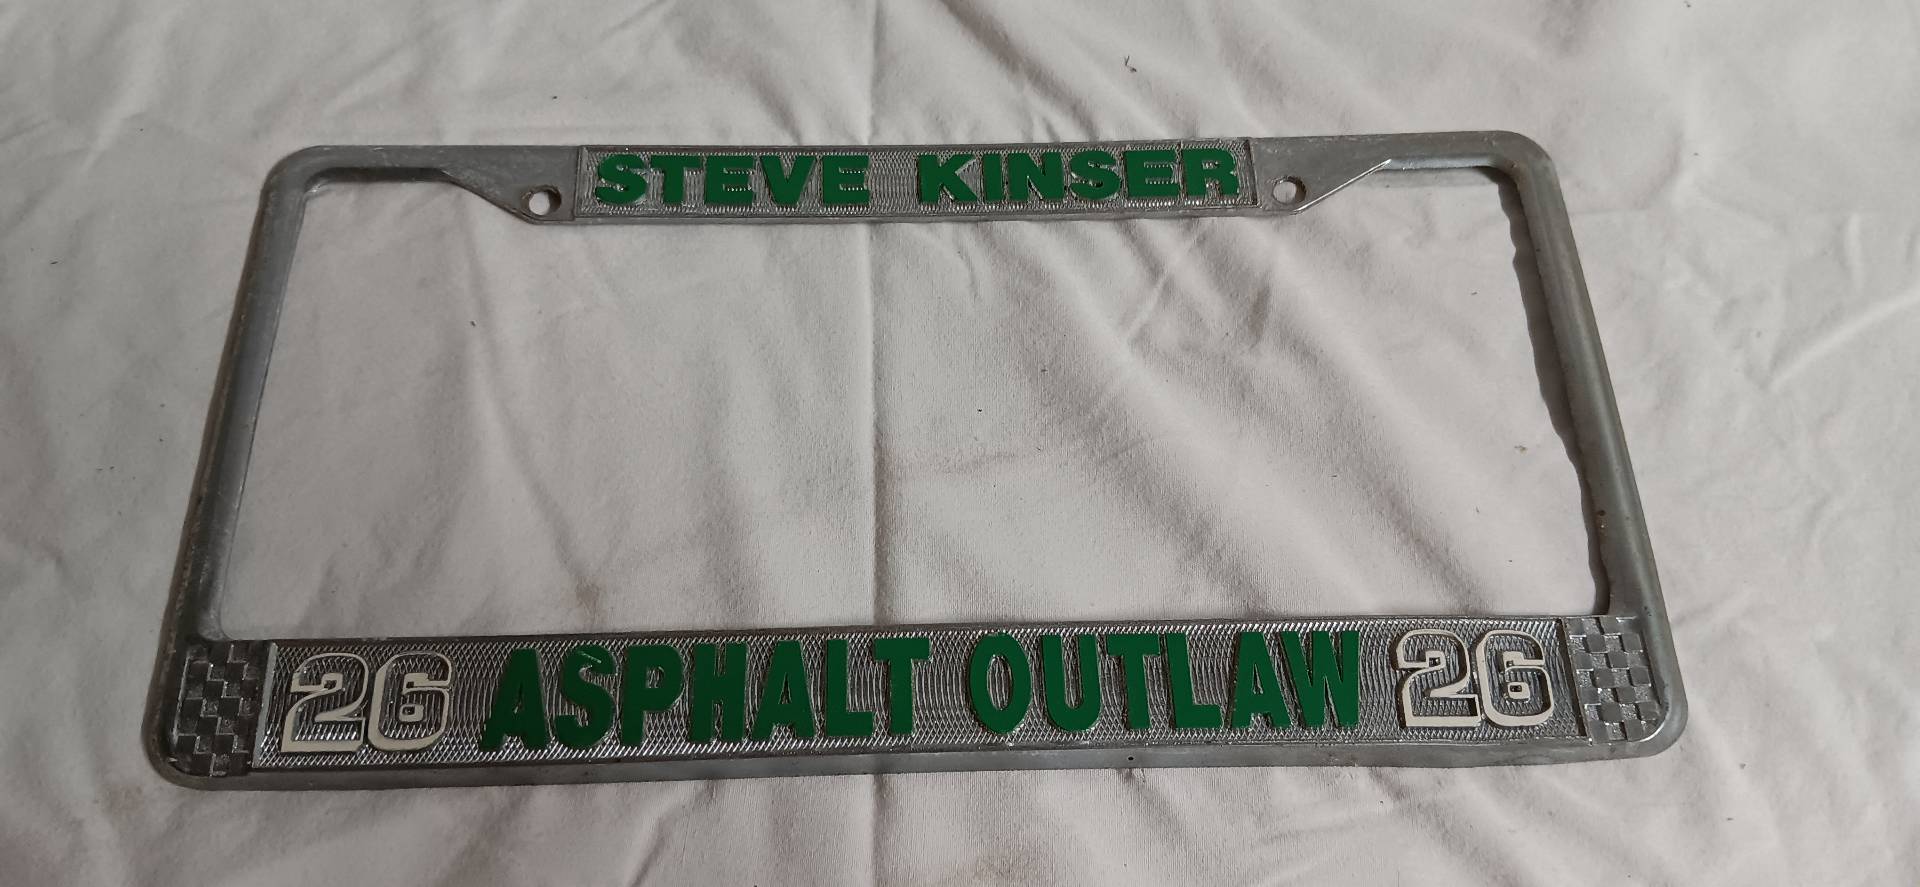 STEVE KINSER
26 ASPHALT OUTLAW 26